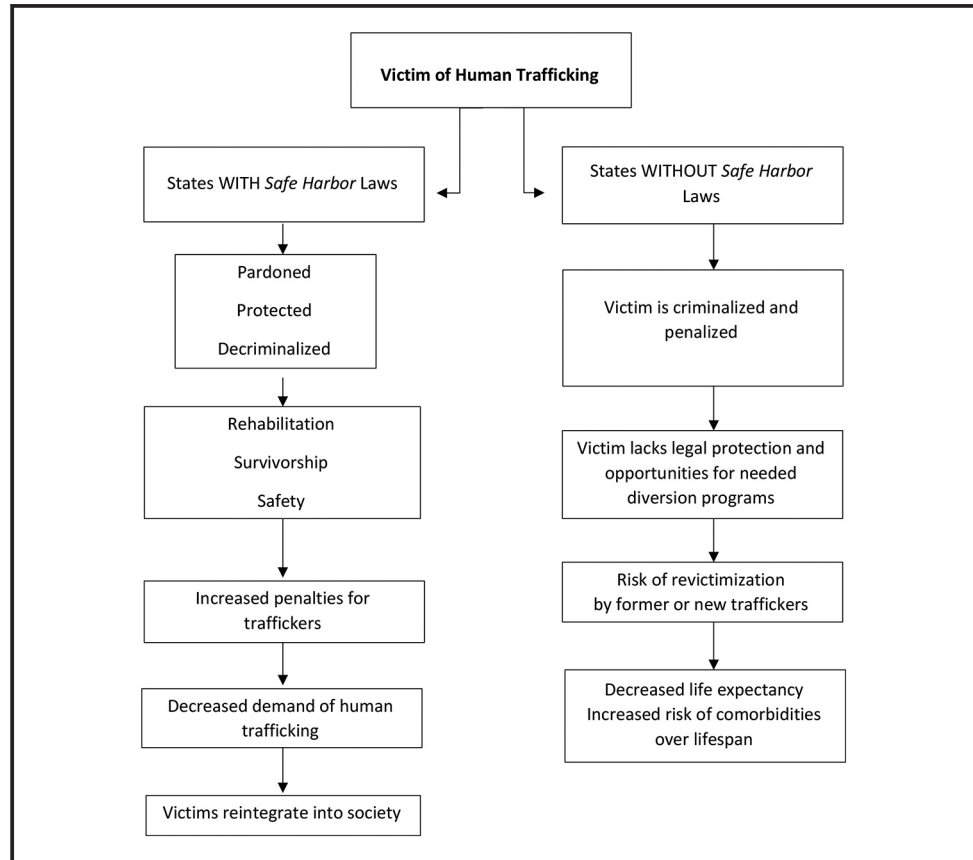 Victim of Human Trafficking
States WITH Safe Harbor Laws
Pardoned
Protected
Decriminalized
Rehabilitation
Survivorship
Safety
Increased penalties for
traffickers
Decreased demand of human
trafficking
Victims reintegrate into society
States WITHOUT Safe Harbor
Laws
Victim is criminalized and
penalized
Victim lacks legal protection and
opportunities for needed
diversion programs
Risk of revictimization
by former or new traffickers
Decreased life expectancy
Increased risk of comorbidities
over lifespan